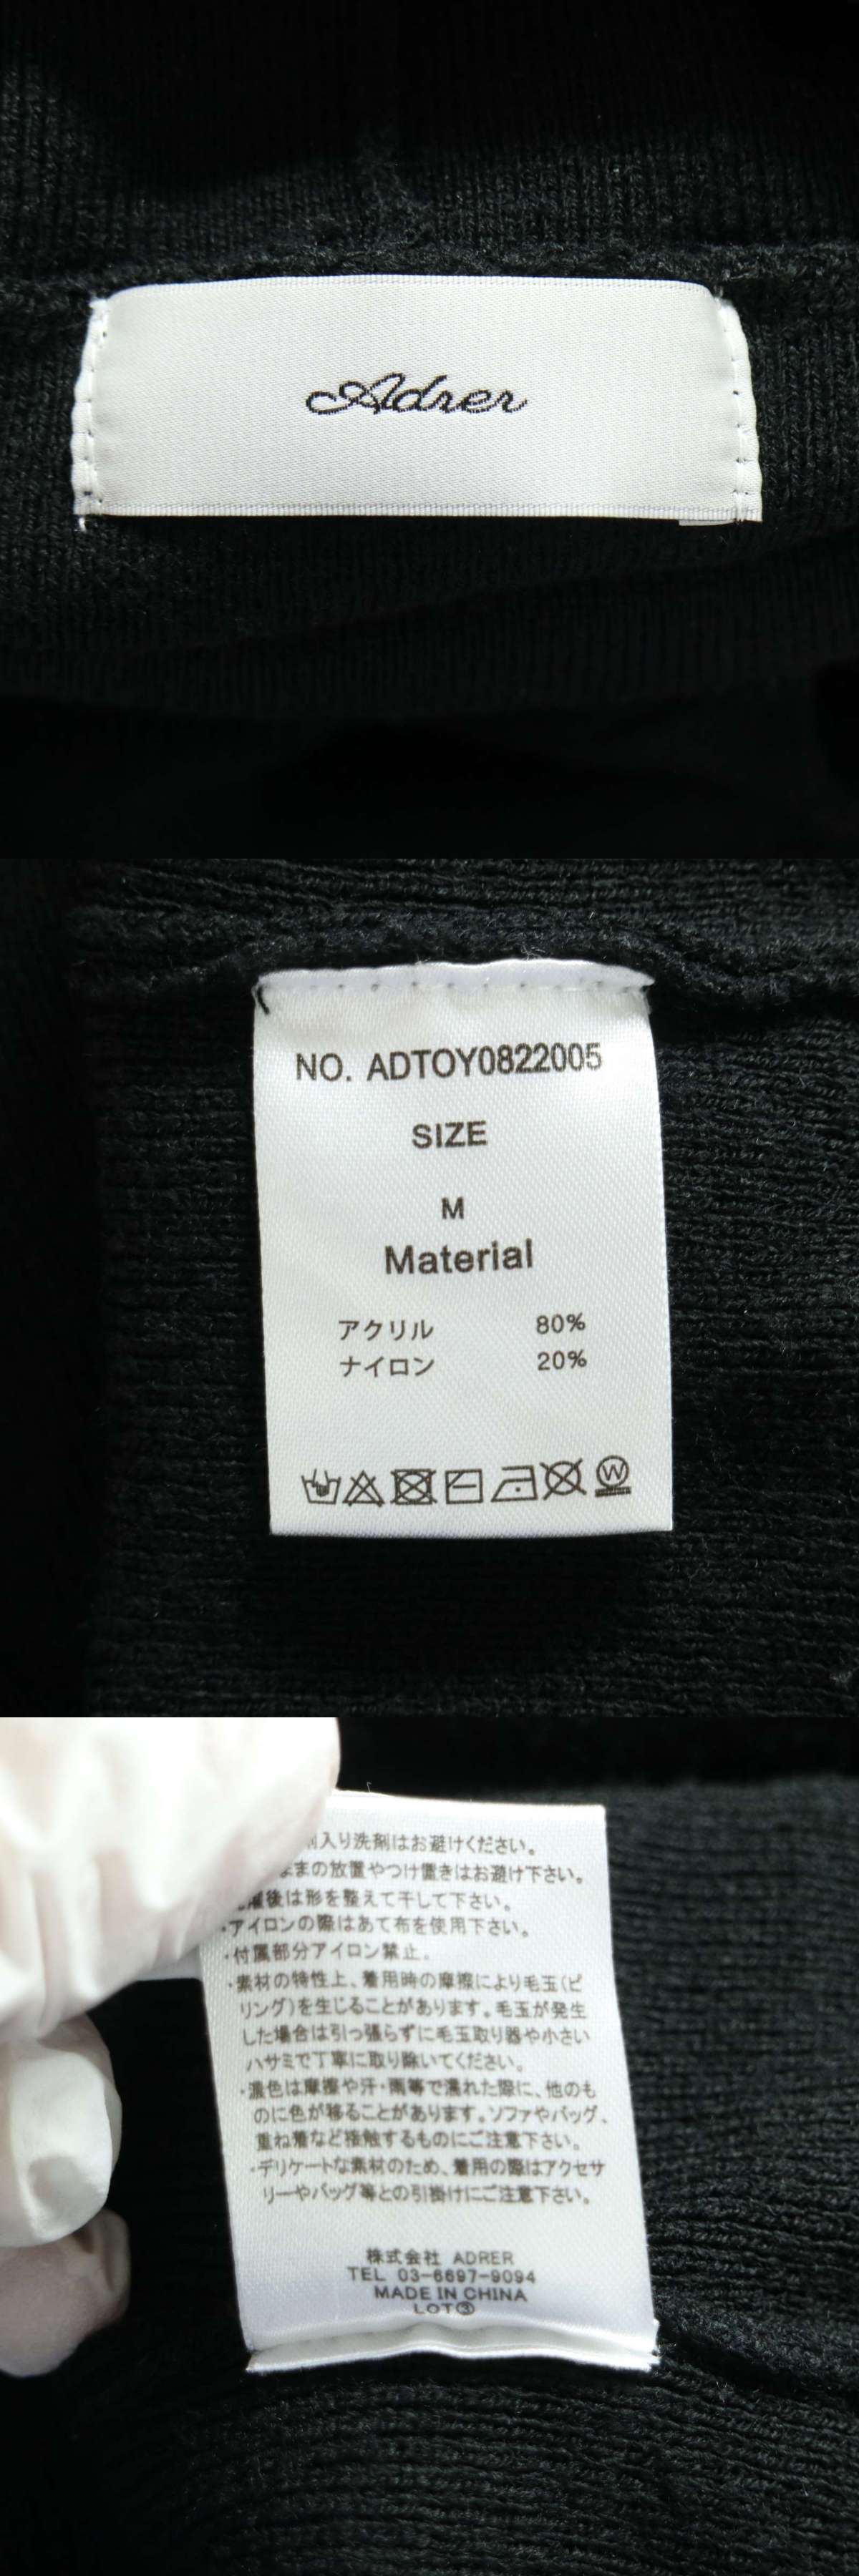 Adrer
NO. ADTOY0822005
SIZE
M
Material
アクリル 80%
ナイロン 20%
W
入り洗剤はお避けください。
ままの放置やつけ置きはお避け下さい。
濯後は形を整えて干して下さい。
・アイロンの際はあて布を使用下さい。
・付属部分アイロン禁止。
・素材の特性上、着用時の摩擦により毛玉(ピ
リング)を生じることがあります。毛玉が発生
した場合は引っ張らずに毛玉取り器や小さい
ハサミで丁寧に取り除いてください。
・濃色は摩擦や汗・雨等で濡れた際に、他のも
のに色が移ることがあります。ソファやバッグ、
重ね着など接触するものにご注意下さい。
・デリケートな素材のため、着用の際はアクセサ
リーやバッグ等との引掛けにご注意下さい。
株式会社 ADRER
TEL 03-6697-9094
MADE IN CHINA
LOT③